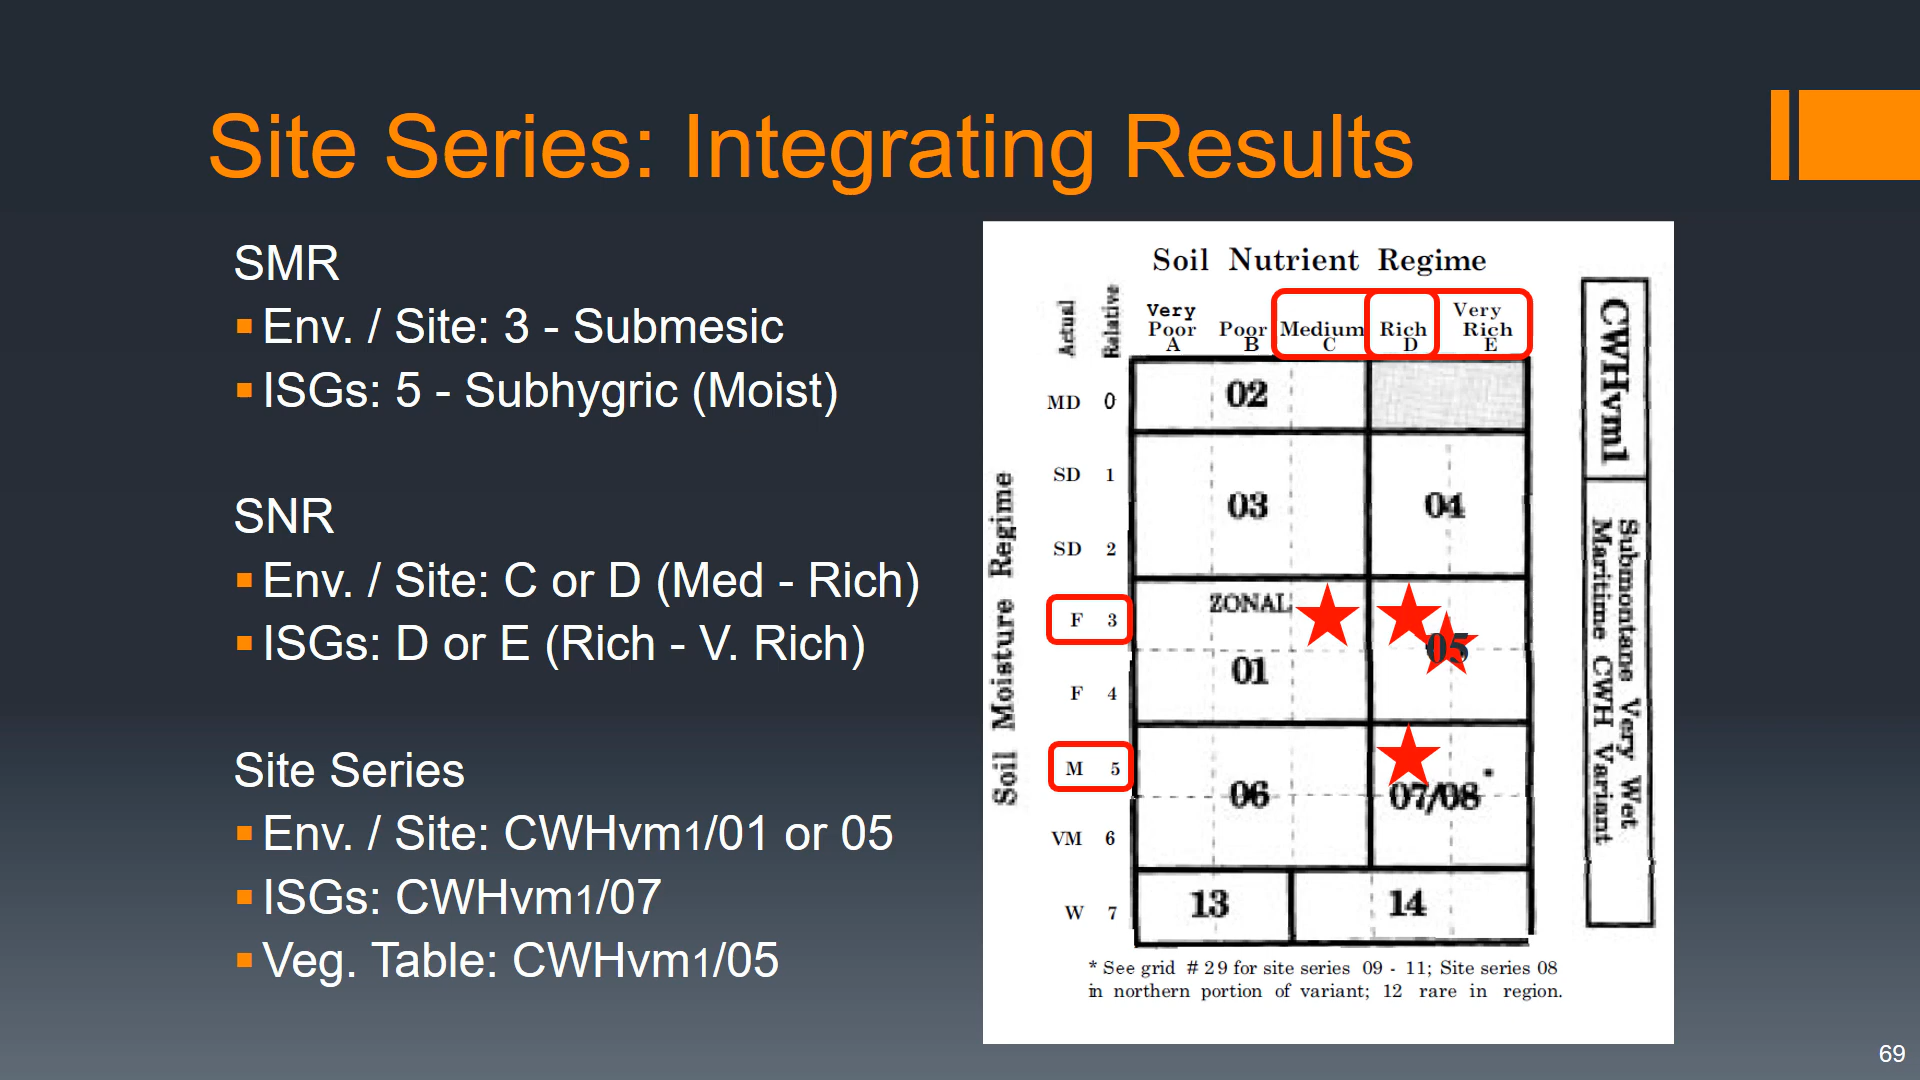 Site Series: Integrating Results
SMR
Env. / Site: 3 - Submesic
ISGs: 5 - Subhygric (Moist)
SNR
Env. / Site: C or D (Med - Rich)
ISGs: D or E (Rich - V. Rich)
Site Series
Env. / Site: CWHvm1/01 or 05
ISGs: CWHvm1/07
Veg. Table: CWHvm1/05
Soil Nutrient Regime
Actual
Relative
Very Poor A
Poor B
Medium C
Rich D
Very Rich E
Soil Moisture Regime
MD 0
SD 1
SD 2
F 3
F 4
M 5
VM 6
W 7
02
03
04
ZONAL
01
05
06
07/08*
13
14
CWHvm1
Submontane Very Wet
Maritime CWH Variant
* See grid # 29 for site series 09 - 11; Site series 08
in northern portion of variant; 12 rare in region.
69